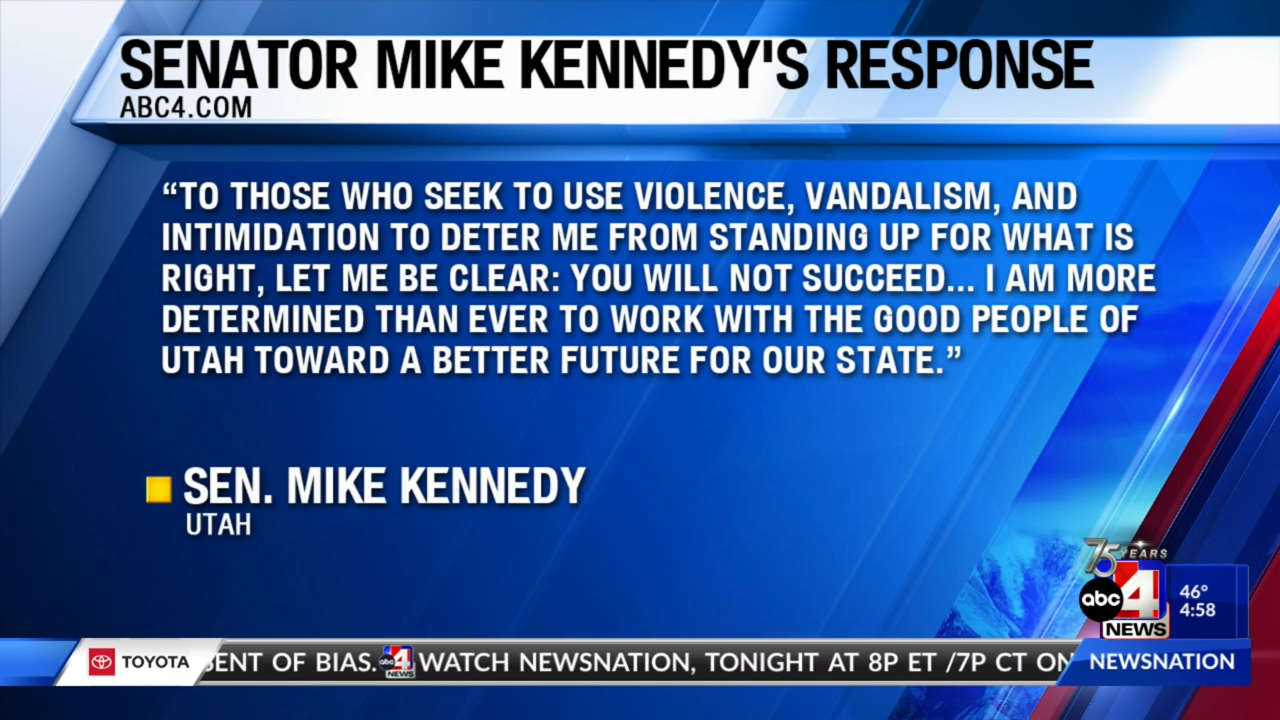 SENATOR MIKE KENNEDY'S RESPONSE
ABC4.COM
“TO THOSE WHO SEEK TO USE VIOLENCE, VANDALISM, AND
INTIMIDATION TO DETER ME FROM STANDING UP FOR WHAT IS
RIGHT, LET ME BE CLEAR: YOU WILL NOT SUCCEED... I AM MORE
DETERMINED THAN EVER TO WORK WITH THE GOOD PEOPLE OF
UTAH TOWARD A BETTER FUTURE FOR OUR STATE.”
SEN. MIKE KENNEDY
UTAH
75 YEARS
abc 4
NEWS
46°
4:58
TOYOTA
OF BIAS. abc 4 NEWS WATCH NEWSNATION, TONIGHT AT 8P ET /7P CT ON
NEWSNATION